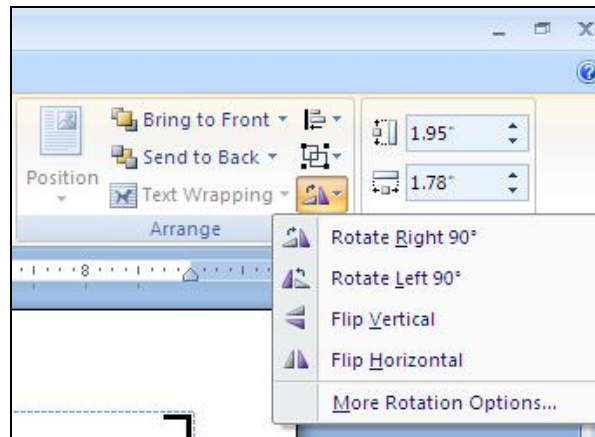 Position
Bring to Front
Send to Back
Text Wrapping
1.95"
1.78"
Arrange
8
Rotate Right 90°
Rotate Left 90°
Flip Vertical
Flip Horizontal
More Rotation Options...